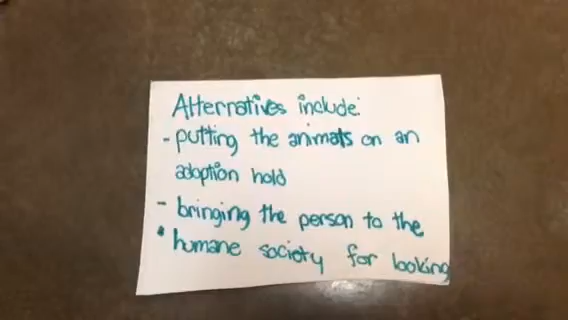 Alternatives include:
- putting the animals on an
adoption hold
- bringing the person to the
• humane society for looking